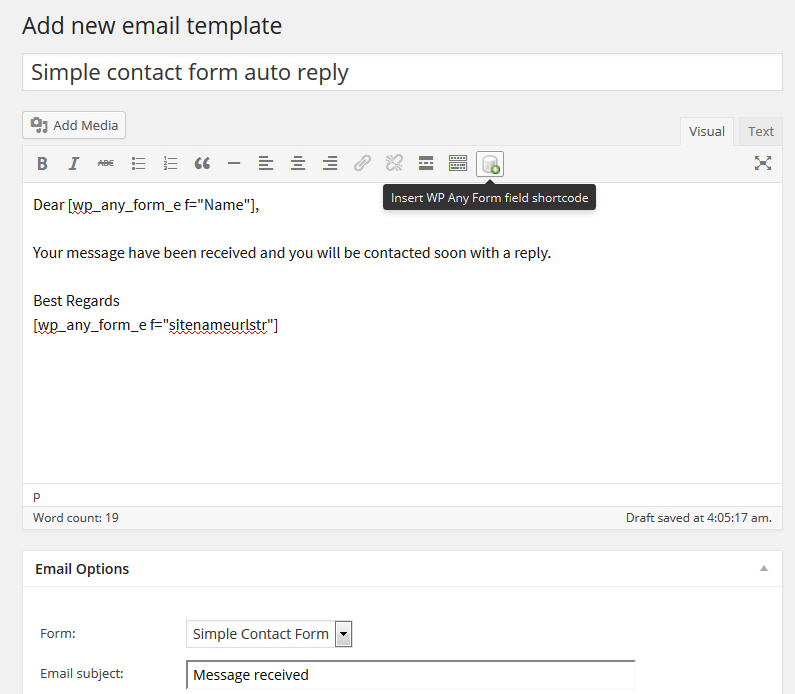 Add new email template
Simple contact form auto reply
Add Media
Visual Text
B I ABC
Insert WP Any Form field shortcode
Dear [wp_any_form_e f="Name"],
Your message have been received and you will be contacted soon with a reply.
Best Regards
[wp_any_form_e f="sitenameurlstr"]
p
Word count: 19 Draft saved at 4:05:17 am.
Email Options
Form: Simple Contact Form
Email subject: Message received